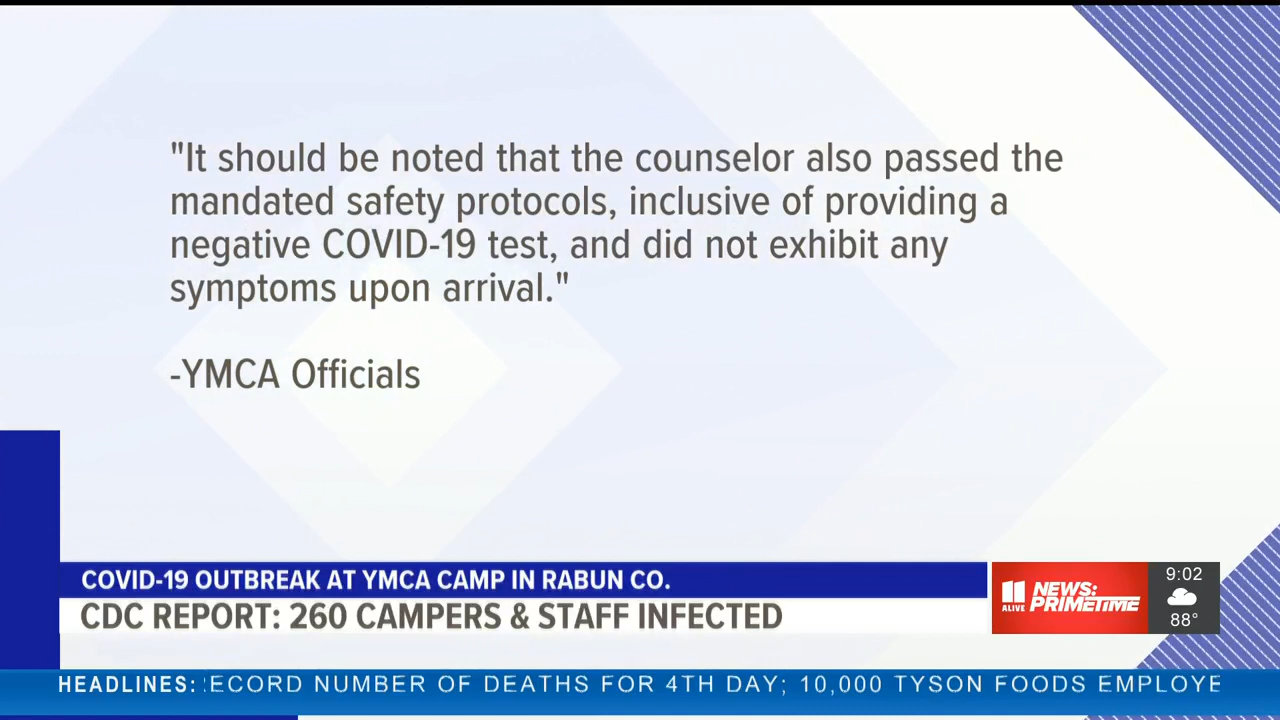 "It should be noted that the counselor also passed the
mandated safety protocols, inclusive of providing a
negative COVID-19 test, and did not exhibit any
symptoms upon arrival."
-YMCA Officials
COVID-19 OUTBREAK AT YMCA CAMP IN RABUN CO.
CDC REPORT: 260 CAMPERS & STAFF INFECTED
11 ALIVE NEWS: PRIMETIME
9:02
88°
HEADLINES: ECORD NUMBER OF DEATHS FOR 4TH DAY; 10,000 TYSON FOODS EMPLOYE